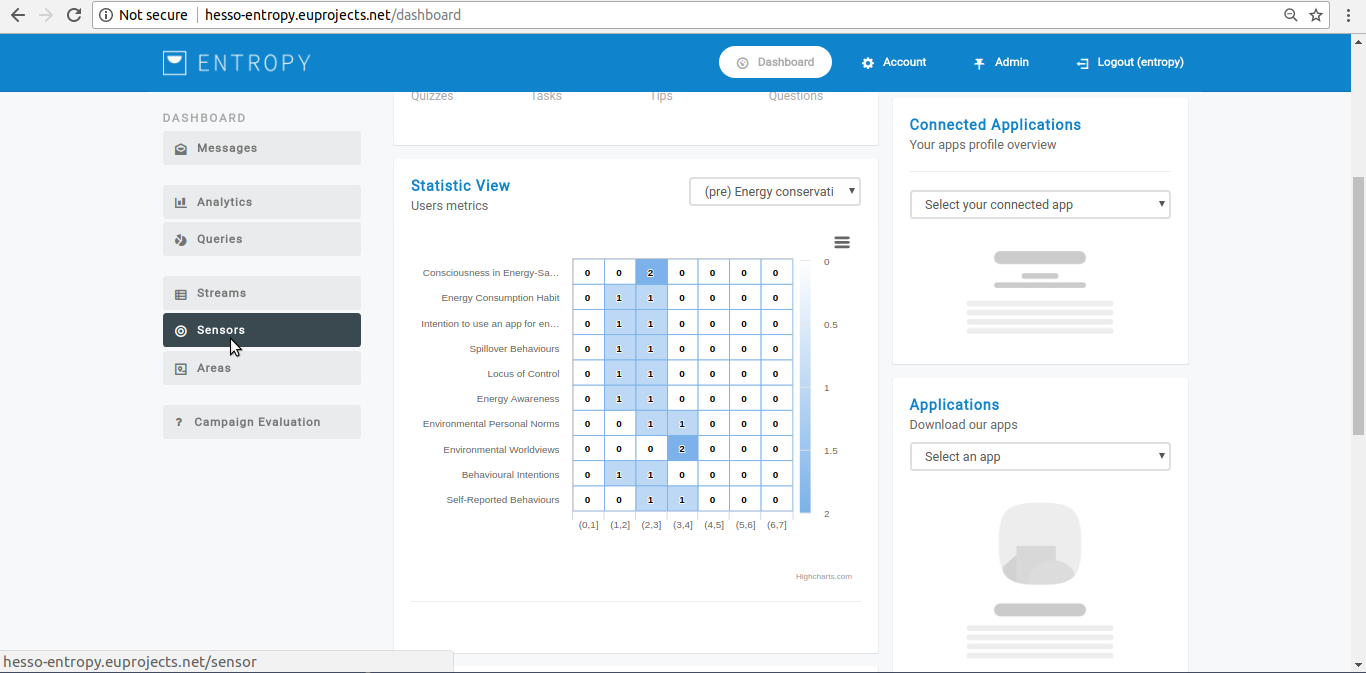 Not secure | hesso-entropy.euprojects.net/dashboard
ENTROPY
Dashboard
Account
Admin
Logout (entropy)
DASHBOARD
Messages
Analytics
Queries
Streams
Sensors
Areas
? Campaign Evaluation
Quizzes Tasks Tips Questions
Statistic View
Users metrics
(pre) Energy conservati
Consciousness in Energy-Sa... 0 0 2 0 0 0 0
Energy Consumption Habit 0 1 1 0 0 0 0
Intention to use an app for en... 0 1 1 0 0 0 0
Spillover Behaviours 0 1 1 0 0 0 0
Locus of Control 0 1 1 0 0 0 0
Energy Awareness 0 1 1 0 0 0 0
Environmental Personal Norms 0 0 1 1 0 0 0
Environmental Worldviews 0 0 0 2 0 0 0
Behavioural Intentions 0 1 1 0 0 0 0
Self-Reported Behaviours 0 0 1 1 0 0 0
(0,1] (1,2] (2,3] (3,4] (4,5] (5,6] (6,7]
0
0.5
1
1.5
2
Highcharts.com
Connected Applications
Your apps profile overview
Select your connected app
Applications
Download our apps
Select an app
hesso-entropy.euprojects.net/sensor